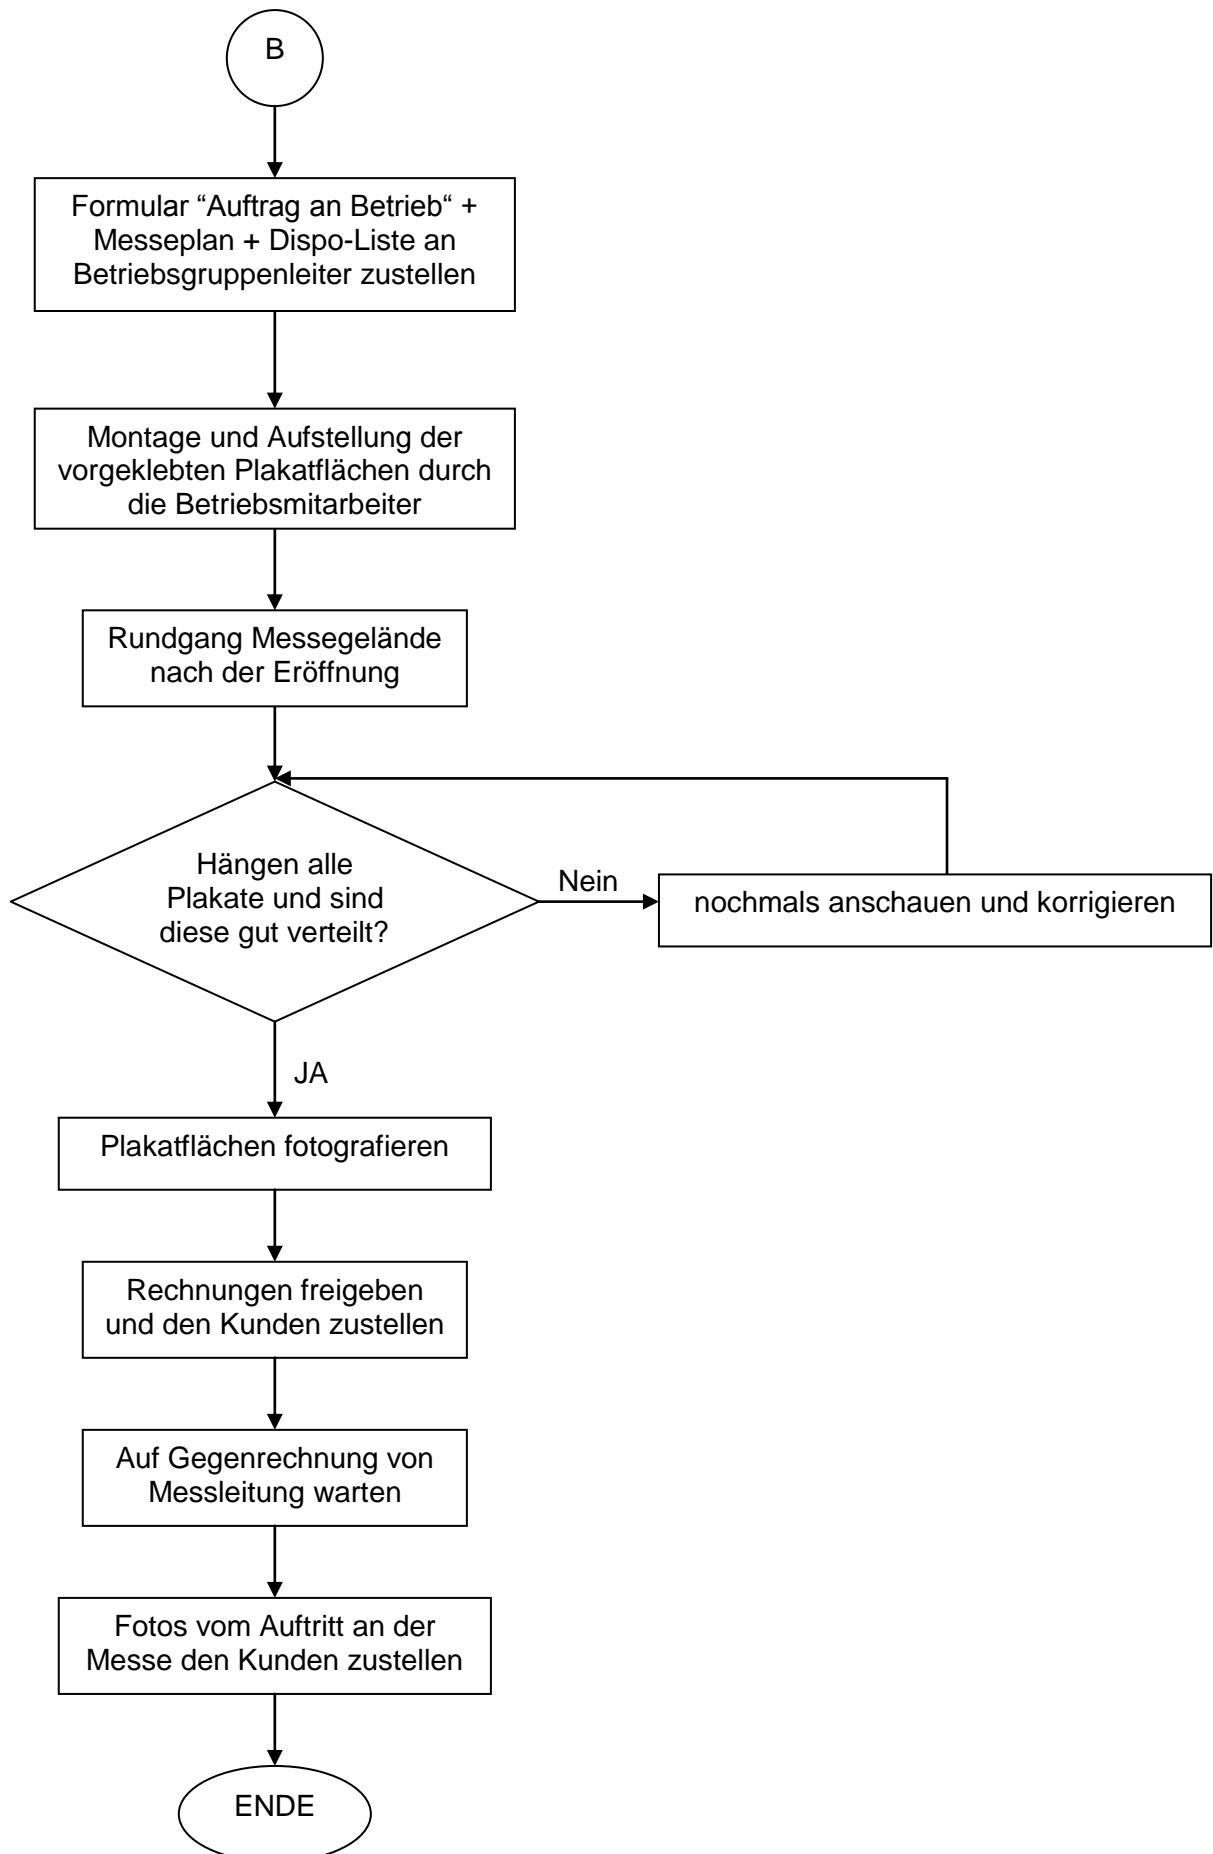 B
Formular “Auftrag an Betrieb“ +
Messeplan + Dispo-Liste an
Betriebsgruppenleiter zustellen
Montage und Aufstellung der
vorgeklebten Plakatflächen durch
die Betriebsmitarbeiter
Rundgang Messegelände
nach der Eröffnung
Hängen alle
Plakate und sind
diese gut verteilt?
Nein
nochmals anschauen und korrigieren
JA
Plakatflächen fotografieren
Rechnungen freigeben
und den Kunden zustellen
Auf Gegenrechnung von
Messleitung warten
Fotos vom Auftritt an der
Messe den Kunden zustellen
ENDE